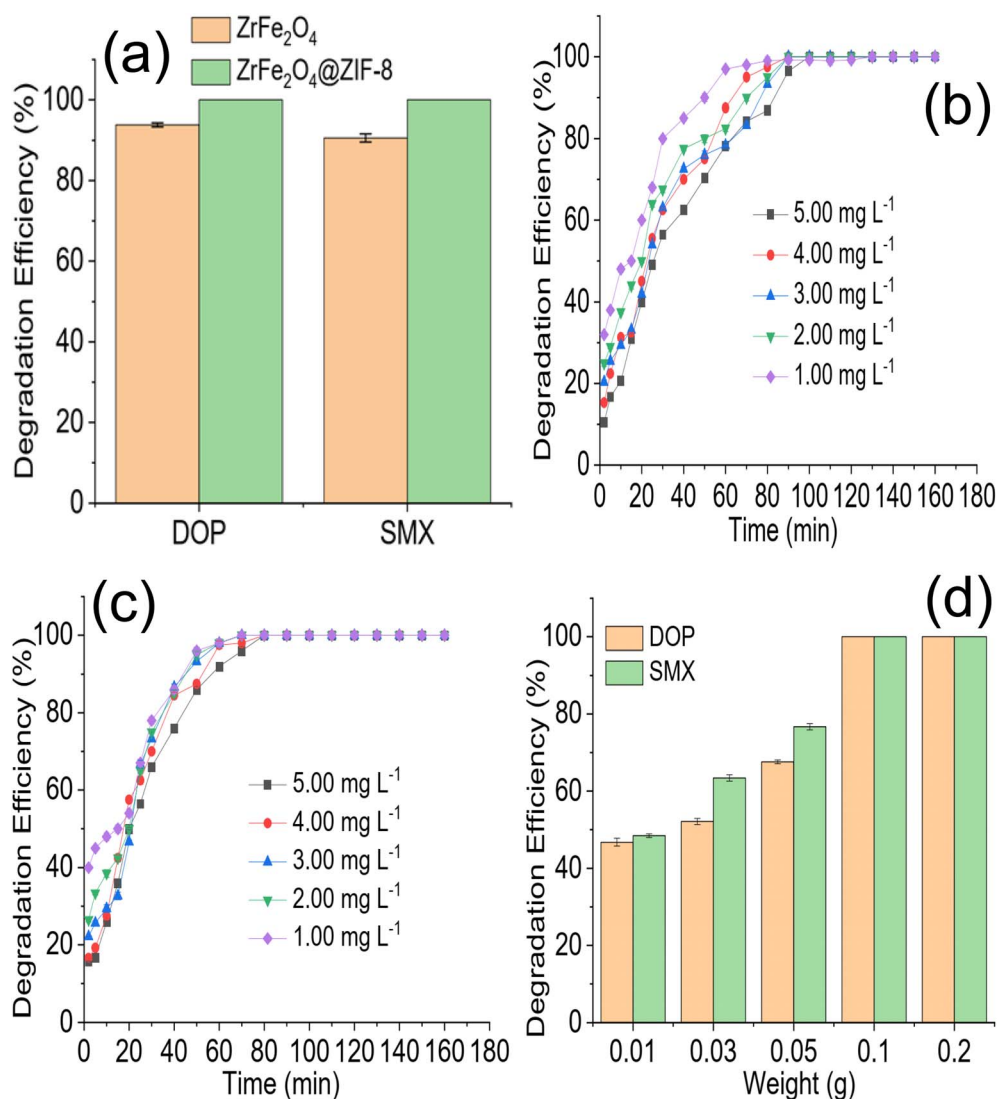 (a)
ZrFe₂O₄
ZrFe₂O₄@ZIF-8
Degradation Efficiency (%)
100
80
60
40
20
0
DOP SMX
(b)
Degradation Efficiency (%)
100
80
60
40
20
0
5.00 mg L⁻¹
4.00 mg L⁻¹
3.00 mg L⁻¹
2.00 mg L⁻¹
1.00 mg L⁻¹
0 20 40 60 80 100 120 140 160 180
Time (min)
(c)
Degradation Efficiency (%)
100
80
60
40
20
0
5.00 mg L⁻¹
4.00 mg L⁻¹
3.00 mg L⁻¹
2.00 mg L⁻¹
1.00 mg L⁻¹
0 20 40 60 80 100 120 140 160 180
Time (min)
(d)
DOP
SMX
Degradation Efficiency (%)
100
80
60
40
20
0
0.01 0.03 0.05 0.1 0.2
Weight (g)